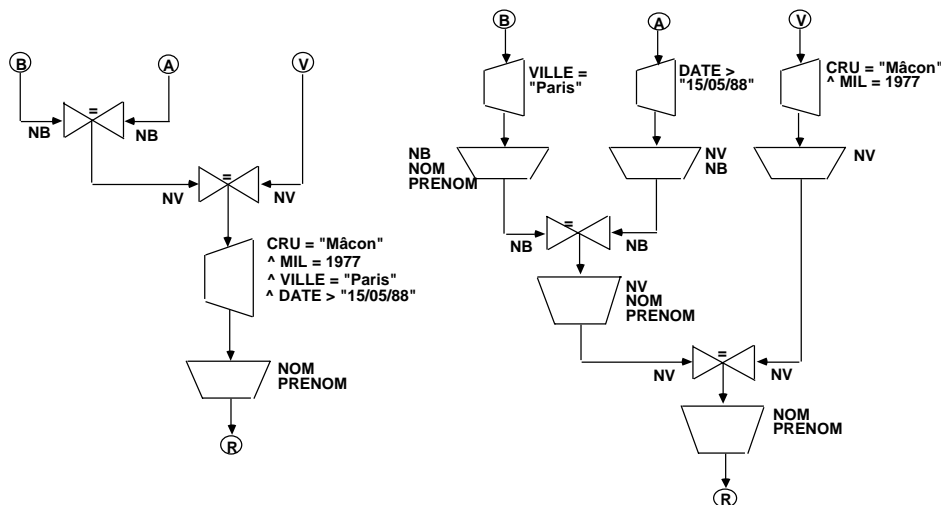 B
A
V
=
NB
NB
=
NV
NV
CRU = "Mâcon"
^ MIL = 1977
^ VILLE = "Paris"
^ DATE > "15/05/88"
NOM
PRENOM
R
B
A
V
VILLE =
"Paris"
DATE >
"15/05/88"
CRU = "Mâcon"
^ MIL = 1977
NB
NOM
PRENOM
NV
NB
NV
=
NB
NB
NV
NOM
PRENOM
=
NV
NV
NOM
PRENOM
R